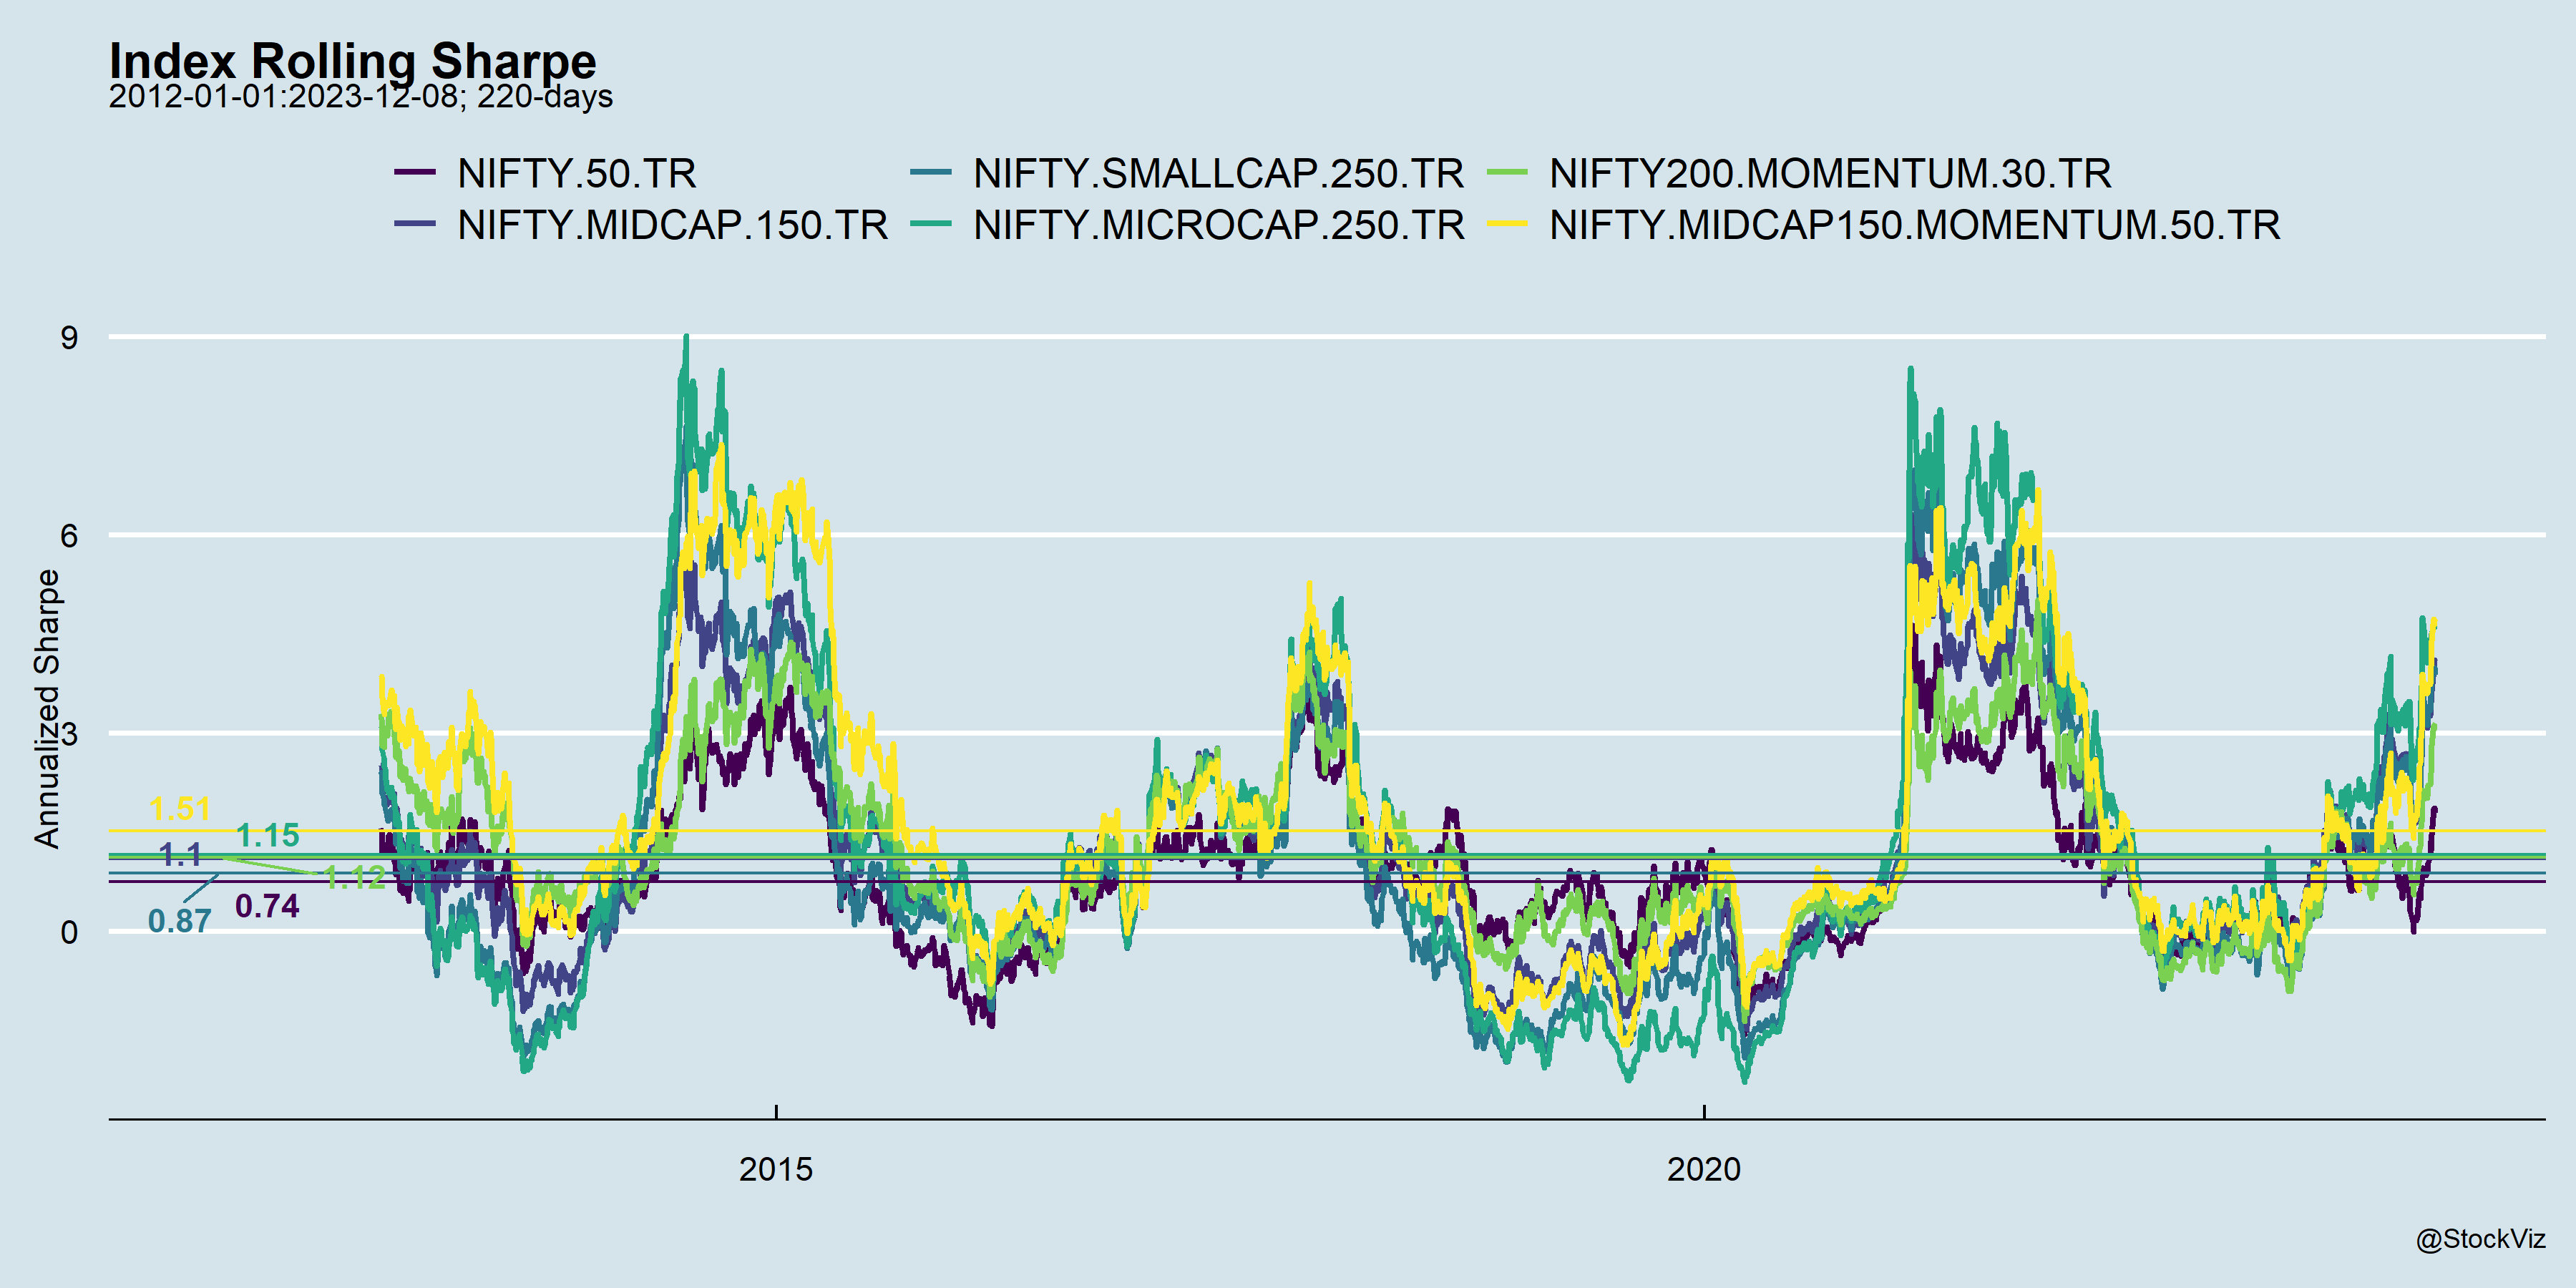 Index Rolling Sharpe
2012-01-01:2023-12-08; 220-days
NIFTY.50.TR NIFTY.SMALLCAP.250.TR NIFTY200.MOMENTUM.30.TR
NIFTY.MIDCAP.150.TR NIFTY.MICROCAP.250.TR NIFTY.MIDCAP150.MOMENTUM.50.TR
Annualized Sharpe
9
6
3
0
1.51
1.15
1.1
1.12
0.74
0.87
2015 2020
@StockViz